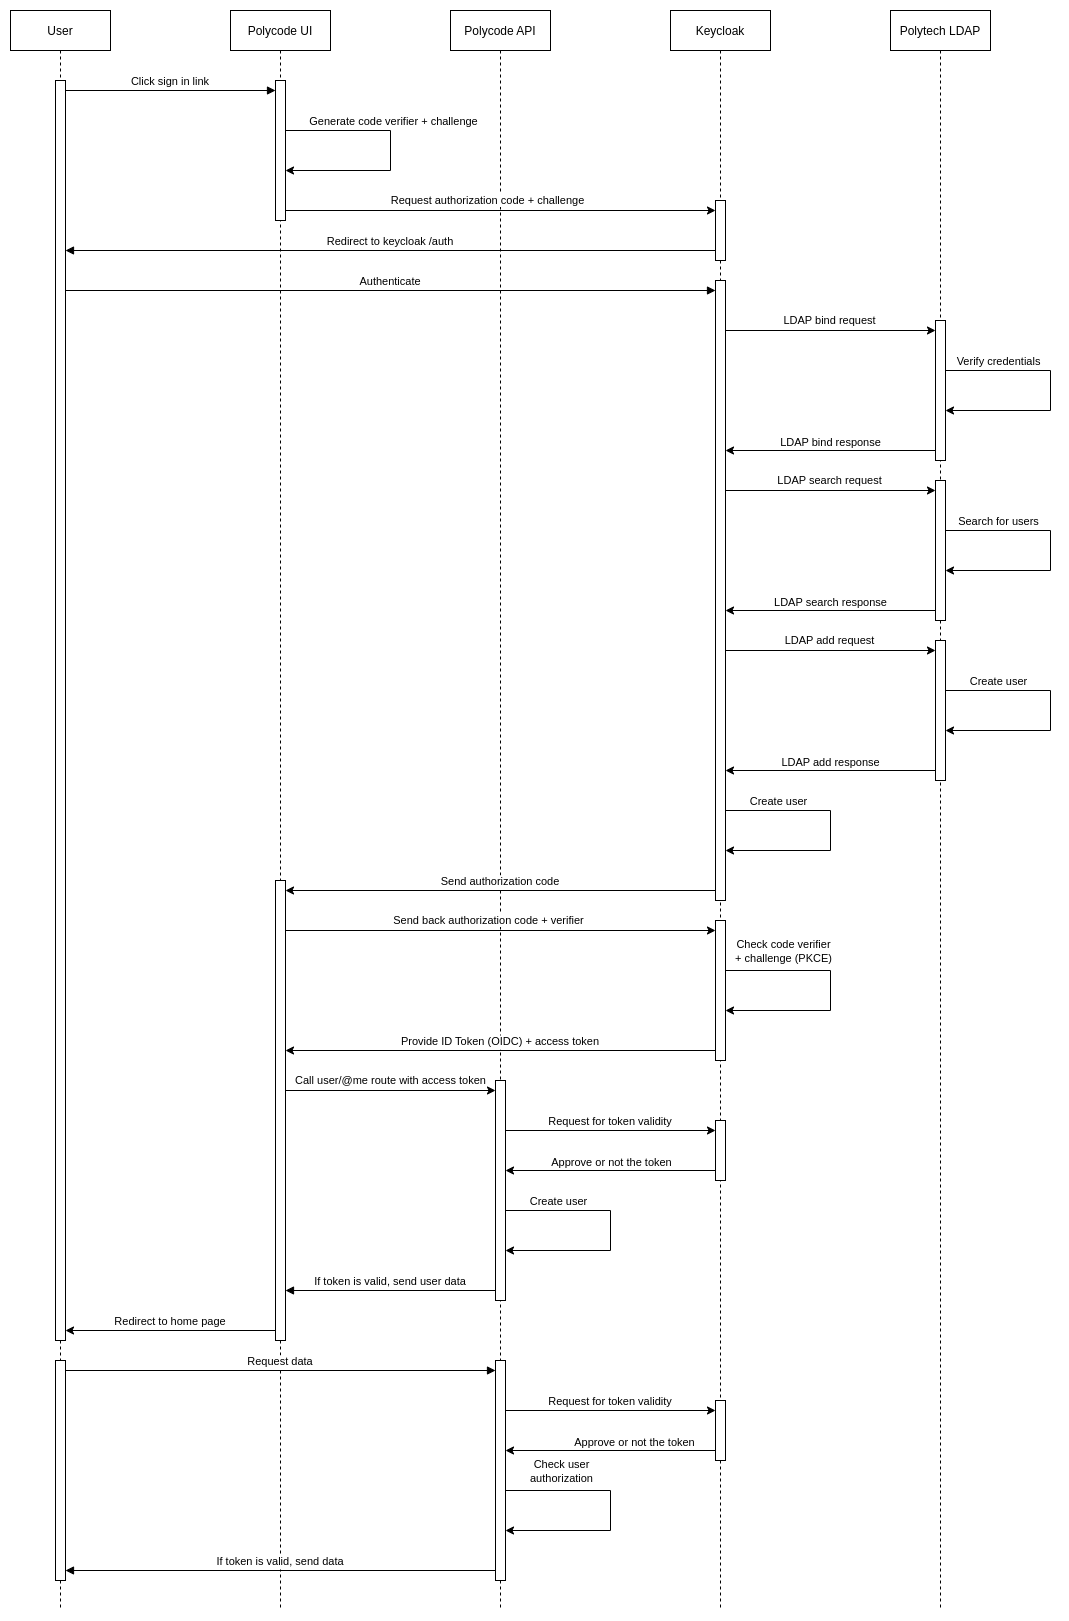 User
Polycode UI
Polycode API
Keycloak
Polytech LDAP
Click sign in link
Generate code verifier + challenge
Request authorization code + challenge
Redirect to keycloak /auth
Authenticate
LDAP bind request
Verify credentials
LDAP bind response
LDAP search request
Search for users
LDAP search response
LDAP add request
Create user
LDAP add response
Create user
Send authorization code
Send back authorization code + verifier
Check code verifier
+ challenge (PKCE)
Provide ID Token (OIDC) + access token
Call user/@me route with access token
Request for token validity
Approve or not the token
Create user
If token is valid, send user data
Redirect to home page
Request data
Request for token validity
Approve or not the token
Check user
authorization
If token is valid, send data